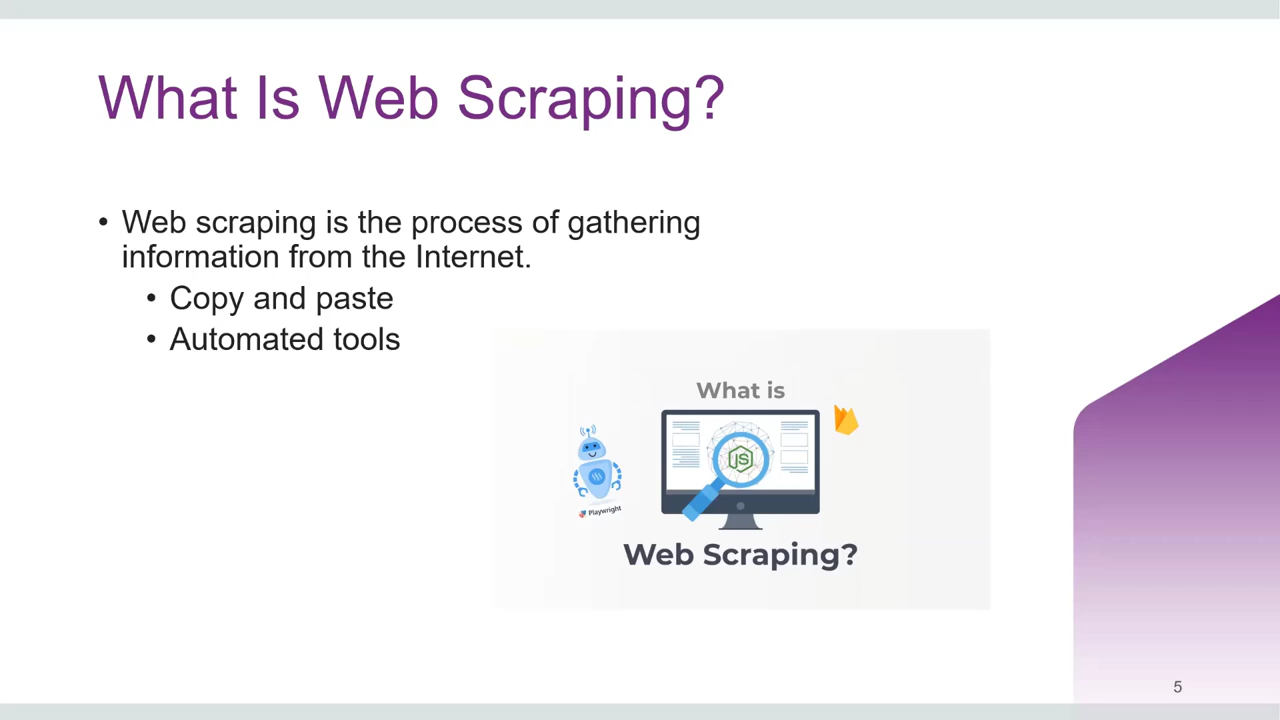 What Is Web Scraping?
• Web scraping is the process of gathering
information from the Internet.
• Copy and paste
• Automated tools
What is
JS
Playwright
Web Scraping?
5